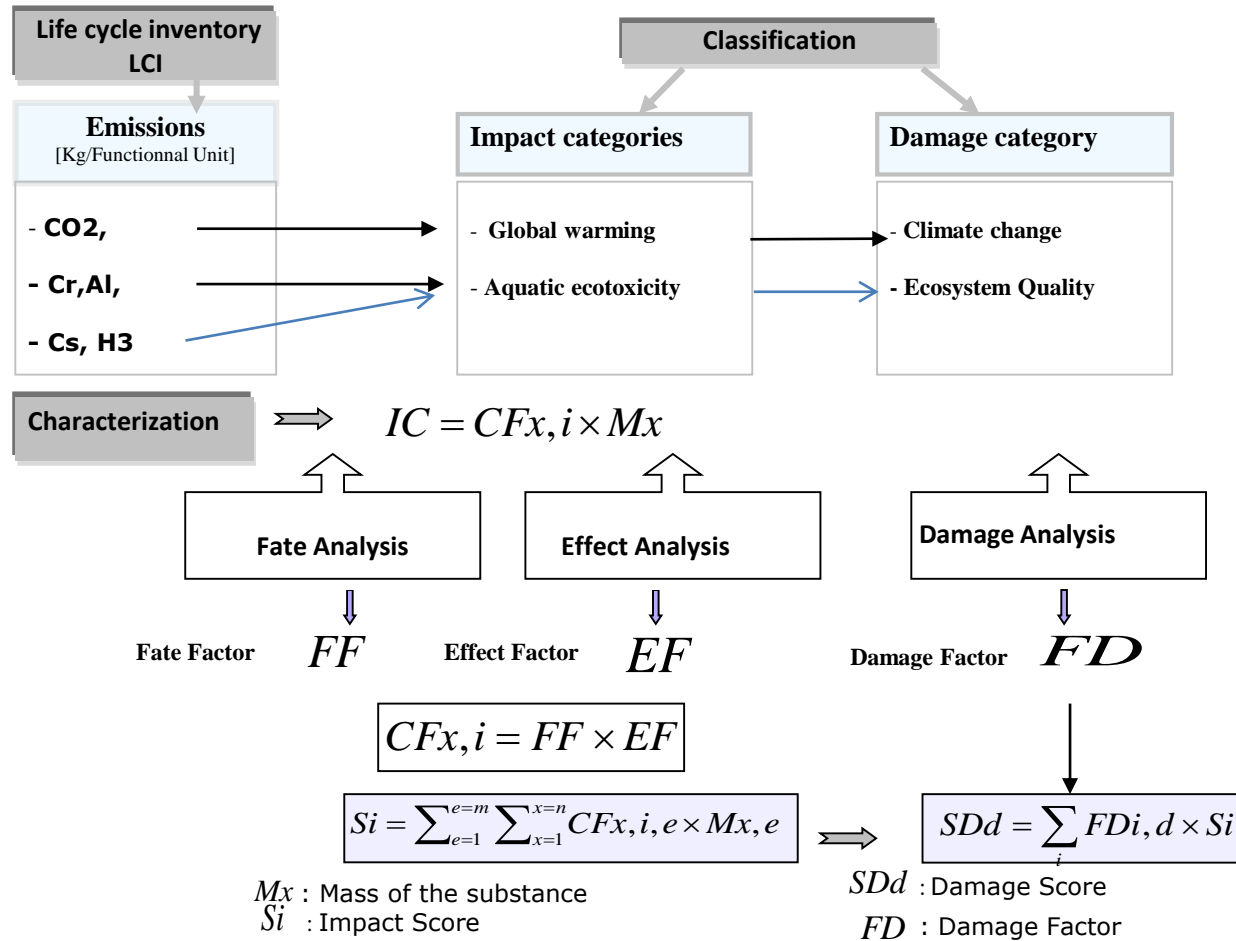 Life cycle inventory
LCI
Classification
Emissions
[Kg/Functionnal Unit]
Impact categories
Damage category
- CO2,
- Global warming
- Climate change
- Cr,Al,
- Aquatic ecotoxicity
- Ecosystem Quality
- Cs, H3
Characterization
IC = CFx, i × Mx
Fate Analysis
Effect Analysis
Damage Analysis
Fate Factor FF
Effect Factor EF
Damage Factor FD
CFx, i = FF × EF
Si = ∑_{e=1}^{e=m} ∑_{x=1}^{x=n} CFx, i, e × Mx, e
SDd = ∑_{i} FDi, d × Si
Mx : Mass of the substance
Si : Impact Score
SDd : Damage Score
FD : Damage Factor